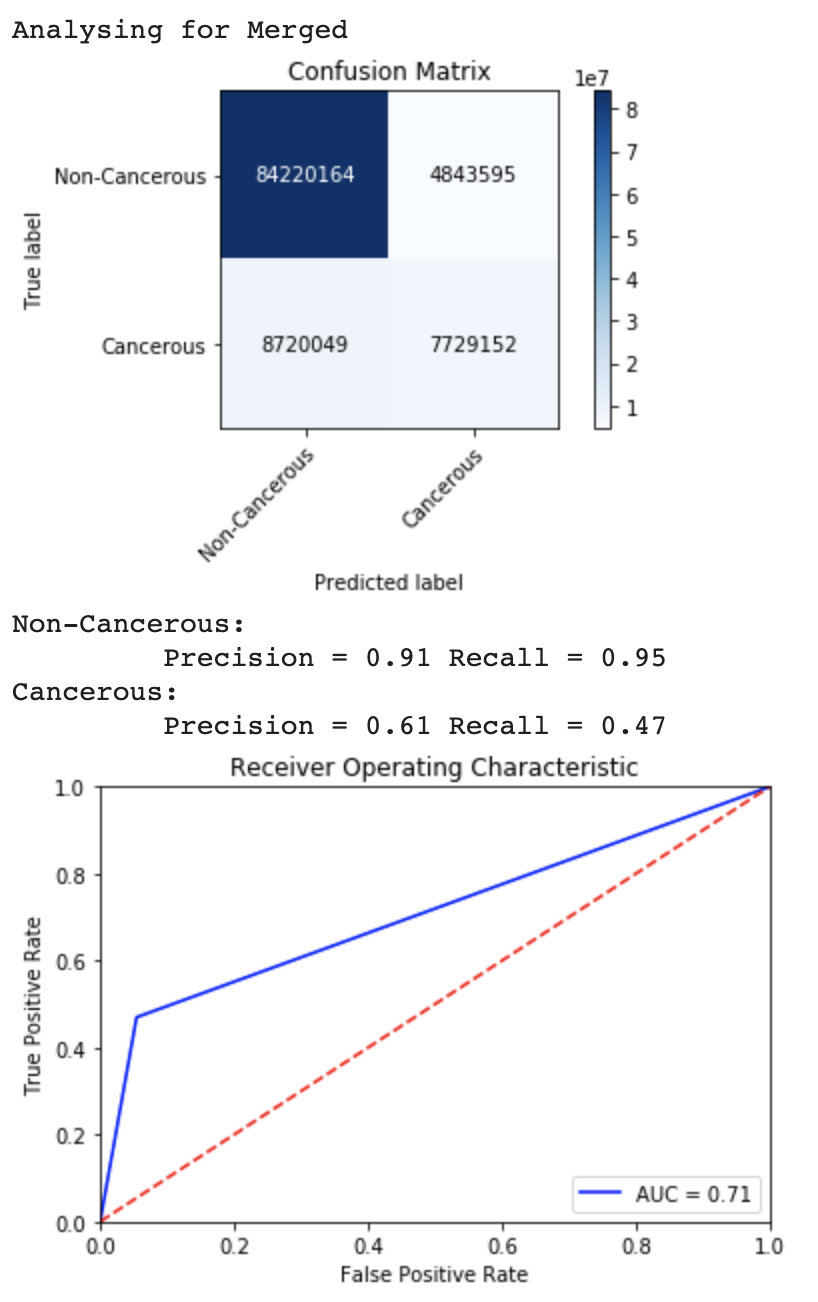 Analysing for Merged
Confusion Matrix
1e7
Non-Cancerous
84220164
4843595
Cancerous
8720049
7729152
True label
8
7
6
5
4
3
2
1
Non-Cancerous
Cancerous
Predicted label
Non-Cancerous:
Precision = 0.91 Recall = 0.95
Cancerous:
Precision = 0.61 Recall = 0.47
Receiver Operating Characteristic
1.0
0.8
0.6
0.4
0.2
0.0
True Positive Rate
AUC = 0.71
0.0 0.2 0.4 0.6 0.8 1.0
False Positive Rate